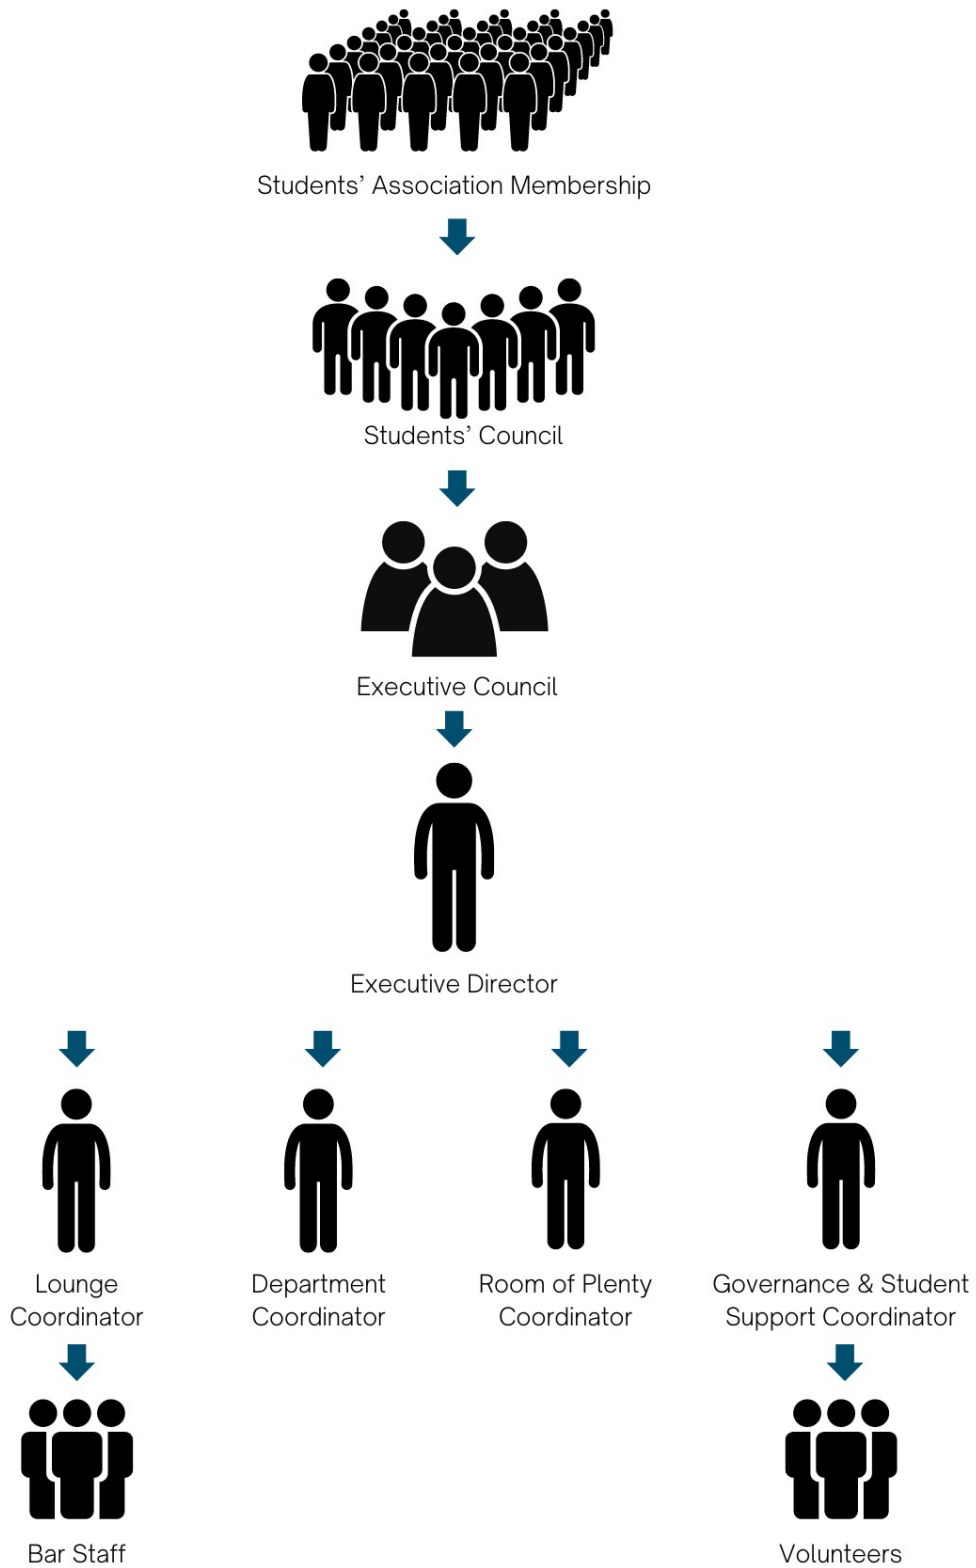 Students’ Association Membership
Students’ Council
Executive Council
Executive Director
Lounge
Coordinator
Department
Coordinator
Room of Plenty
Coordinator
Governance & Student
Support Coordinator
Bar Staff
Volunteers